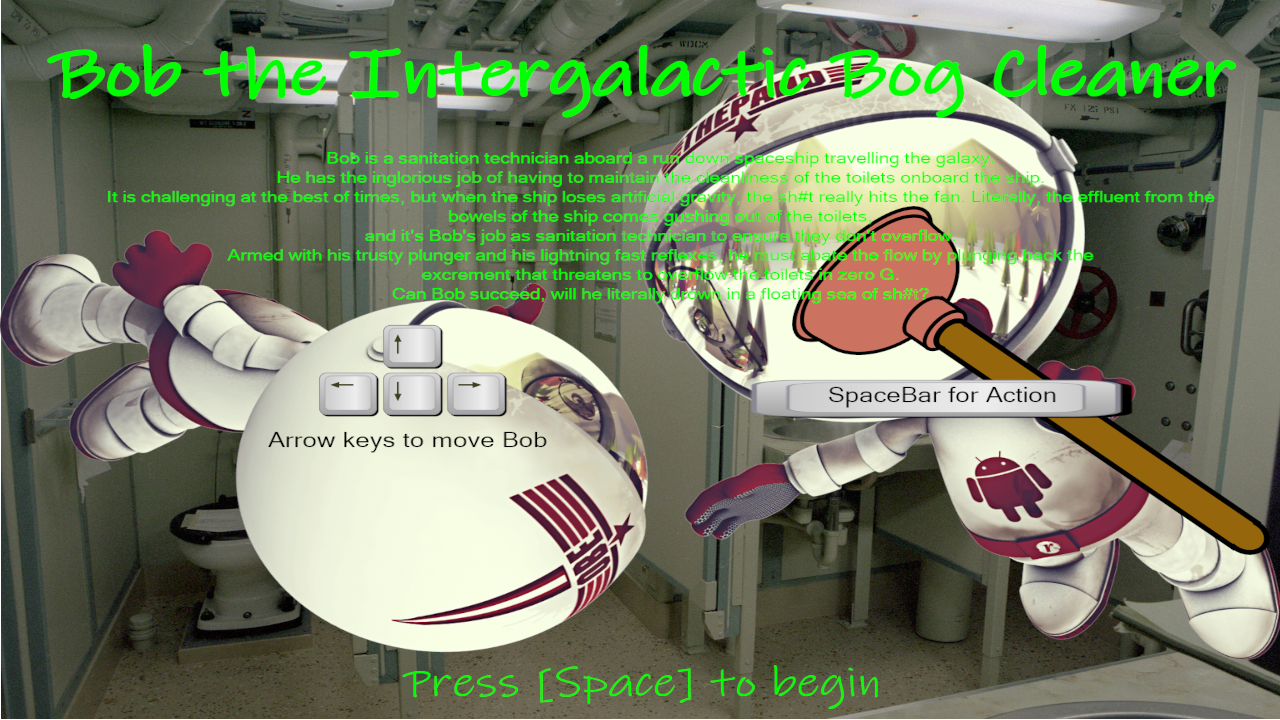 Bob the Intergalactic Bog Cleaner
THEPACO
WDCM
FX 125 PSI
Bob is a sanitation technician aboard a run down spaceship travelling the galaxy.
He has the inglorious job of having to maintain the cleanliness of the toilets onboard the ship.
It is challenging at the best of times, but when the ship loses artificial gravity, the sh#t really hits the fan. Literally, the effluent from the
bowels of the ship comes gushing out of the toilets,
and it's Bob's job as sanitation technician to ensure they don't overflow.
Armed with his trusty plunger and his lightning fast reflexes, he must abate the flow by plunging back the
excrement that threatens to overflow the toilets in zero G.
Can Bob succeed, will he literally drown in a floating sea of sh#t?
↑
← ↓ →
SpaceBar for Action
Arrow keys to move Bob
Press [Space] to begin